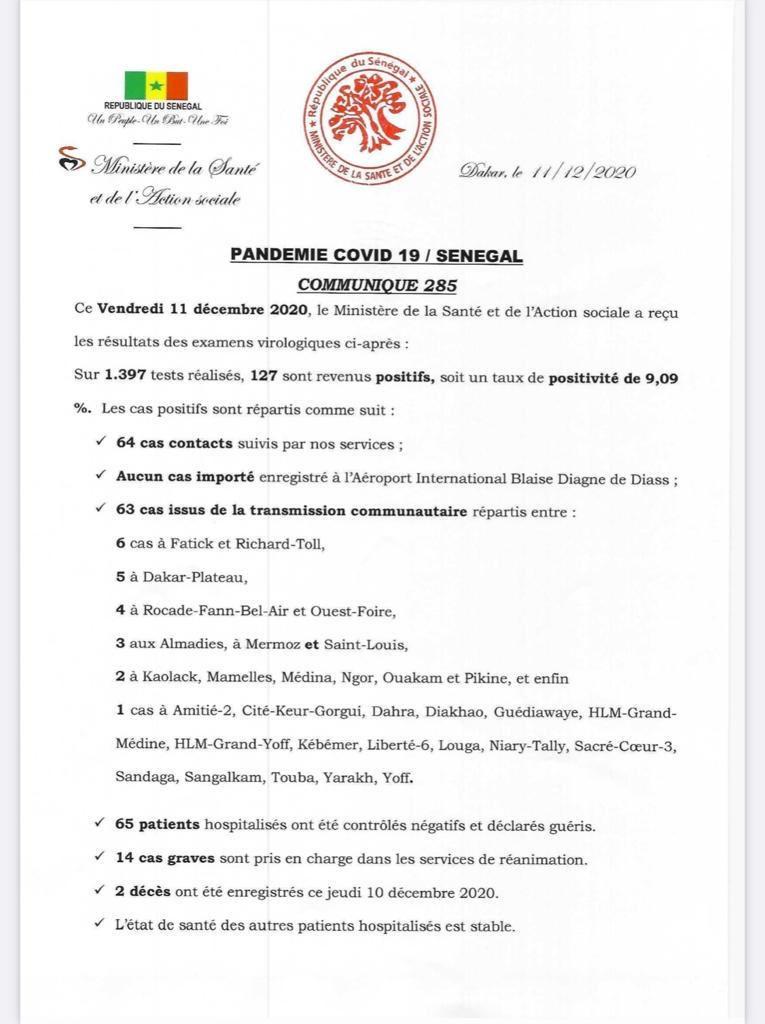 REPUBLIQUE DU SENEGAL
Un Peuple - Un But - Une Foi
République du Sénégal
MINISTERE DE LA SANTE ET DE L'ACTION SOCIALE
Ministère de la Santé
et de l'Action sociale
Dakar, le 11/12/2020
PANDEMIE COVID 19 / SENEGAL
COMMUNIQUE 285
Ce Vendredi 11 décembre 2020, le Ministère de la Santé et de l'Action sociale a reçu
les résultats des examens virologiques ci-après :
Sur 1.397 tests réalisés, 127 sont revenus positifs, soit un taux de positivité de 9,09
%. Les cas positifs sont répartis comme suit :
✓ 64 cas contacts suivis par nos services ;
✓ Aucun cas importé enregistré à l'Aéroport International Blaise Diagne de Diass ;
✓ 63 cas issus de la transmission communautaire répartis entre :
6 cas à Fatick et Richard-Toll,
5 à Dakar-Plateau,
4 à Rocade-Fann-Bel-Air et Ouest-Foire,
3 aux Almadies, à Mermoz et Saint-Louis,
2 à Kaolack, Mamelles, Médina, Ngor, Ouakam et Pikine, et enfin
1 cas à Amitié-2, Cité-Keur-Gorgui, Dahra, Diakhao, Guédiawaye, HLM-Grand-
Médine, HLM-Grand-Yoff, Kébémer, Liberté-6, Louga, Niary-Tally, Sacré-Cœur-3,
Sandaga, Sangalkam, Touba, Yarakh, Yoff.
✓ 65 patients hospitalisés ont été contrôlés négatifs et déclarés guéris.
✓ 14 cas graves sont pris en charge dans les services de réanimation.
✓ 2 décès ont été enregistrés ce jeudi 10 décembre 2020.
✓ L'état de santé des autres patients hospitalisés est stable.